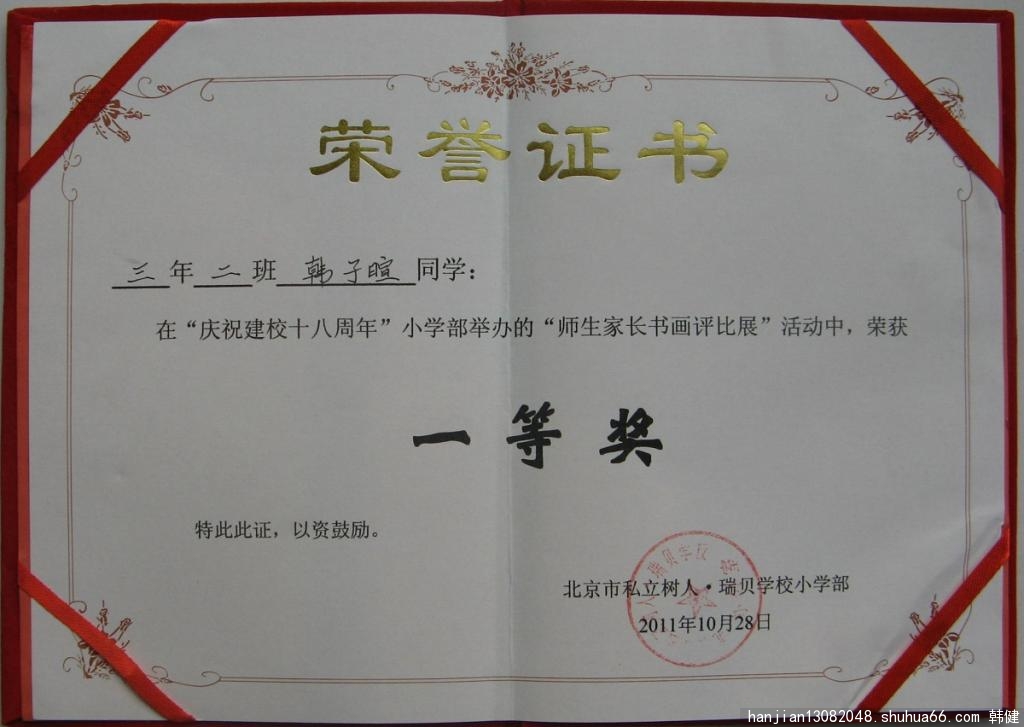 荣誉证书
三年二班韩子暄同学：
在“庆祝建校十八周年”小学部举办的“师生家长书画评比展”活动中，荣获
一等奖
特此此证，以资鼓励。
北京市私立树人·瑞贝学校小学部
2011年10月28日
hanjian13082048 shuhua66.com 韩健